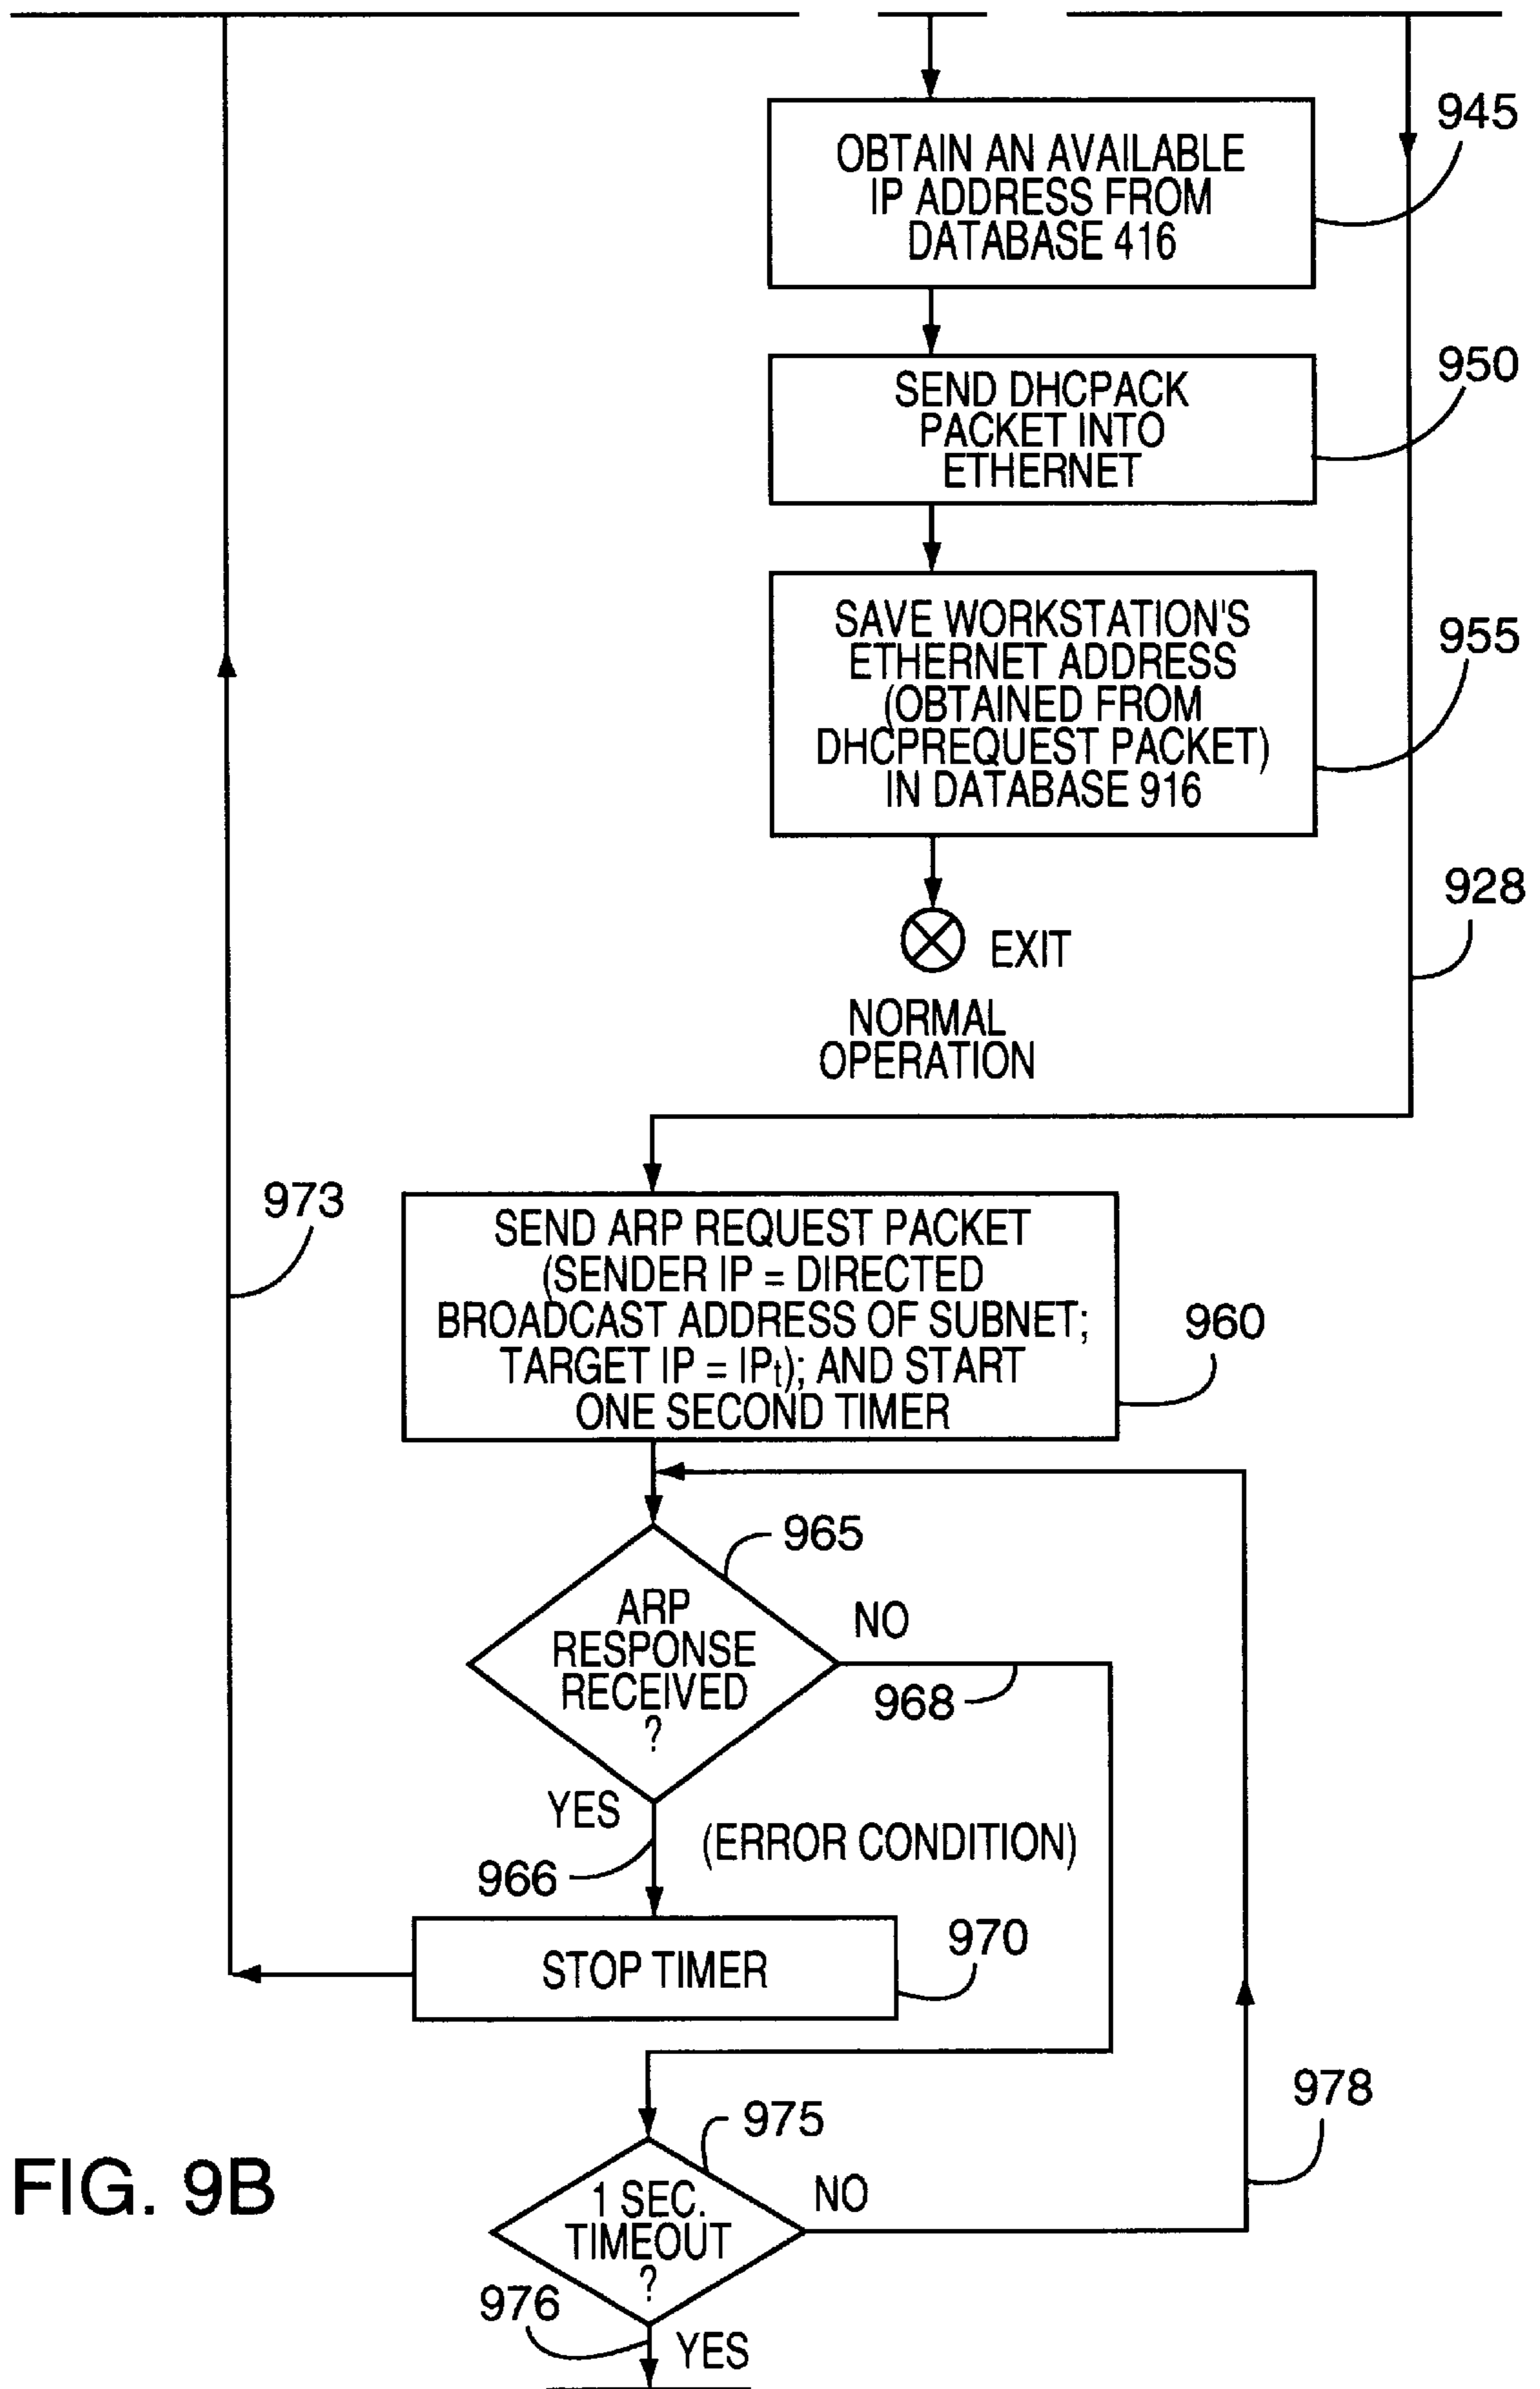 OBTAIN AN AVAILABLE
IP ADDRESS FROM
DATABASE 416
945
SEND DHCPACK
PACKET INTO
ETHERNET
950
SAVE WORKSTATION'S
ETHERNET ADDRESS
(OBTAINED FROM
DHCPREQUEST PACKET)
IN DATABASE 916
955
928
EXIT
NORMAL
OPERATION
973
SEND ARP REQUEST PACKET
(SENDER IP = DIRECTED
BROADCAST ADDRESS OF SUBNET;
TARGET IP = IPt); AND START
ONE SECOND TIMER
960
965
ARP
RESPONSE
RECEIVED
?
NO
968
YES
(ERROR CONDITION)
966
STOP TIMER
970
978
975
1 SEC.
TIMEOUT
?
NO
976
YES
FIG. 9B